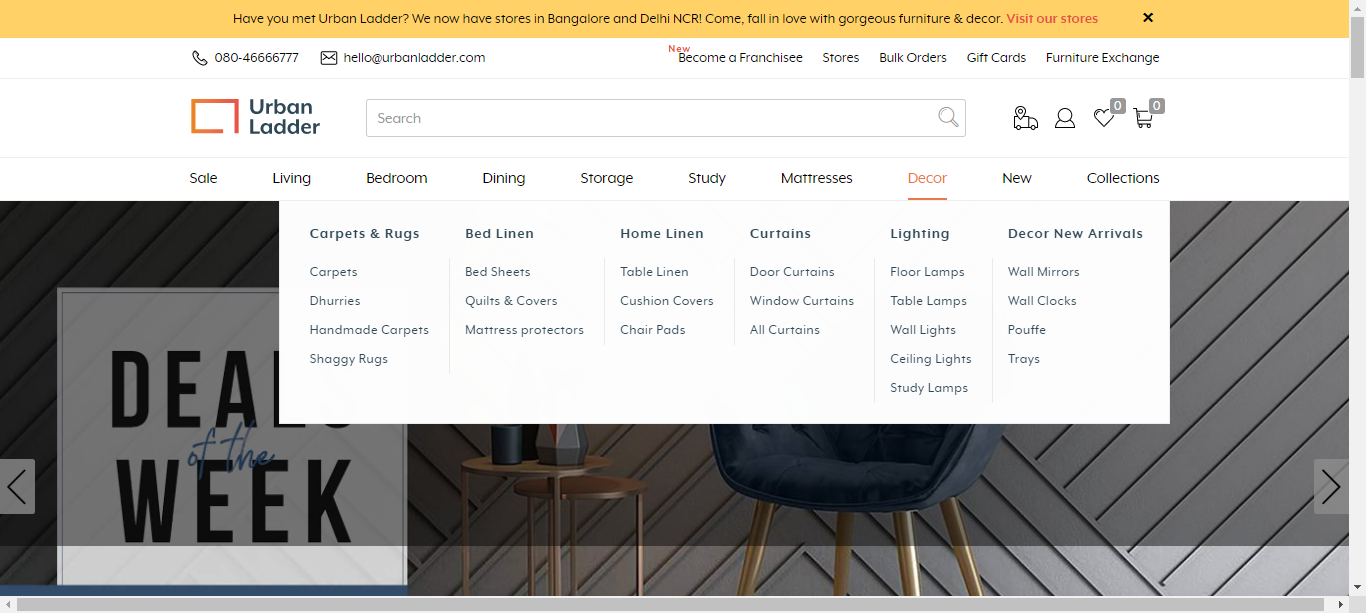 Have you met Urban Ladder? We now have stores in Bangalore and Delhi NCR! Come, fall in love with gorgeous furniture & decor. Visit our stores
080-46666777 hello@urbanladder.com New Become a Franchisee Stores Bulk Orders Gift Cards Furniture Exchange
Urban
Ladder
Search
0 0
Sale Living Bedroom Dining Storage Study Mattresses Decor New Collections
Carpets & Rugs
Carpets
Dhurries
Handmade Carpets
Shaggy Rugs
Bed Linen
Bed Sheets
Quilts & Covers
Mattress protectors
Home Linen
Table Linen
Cushion Covers
Chair Pads
Curtains
Door Curtains
Window Curtains
All Curtains
Lighting
Floor Lamps
Table Lamps
Wall Lights
Ceiling Lights
Study Lamps
Decor New Arrivals
Wall Mirrors
Wall Clocks
Pouffe
Trays
DEALS
of the
WEEK